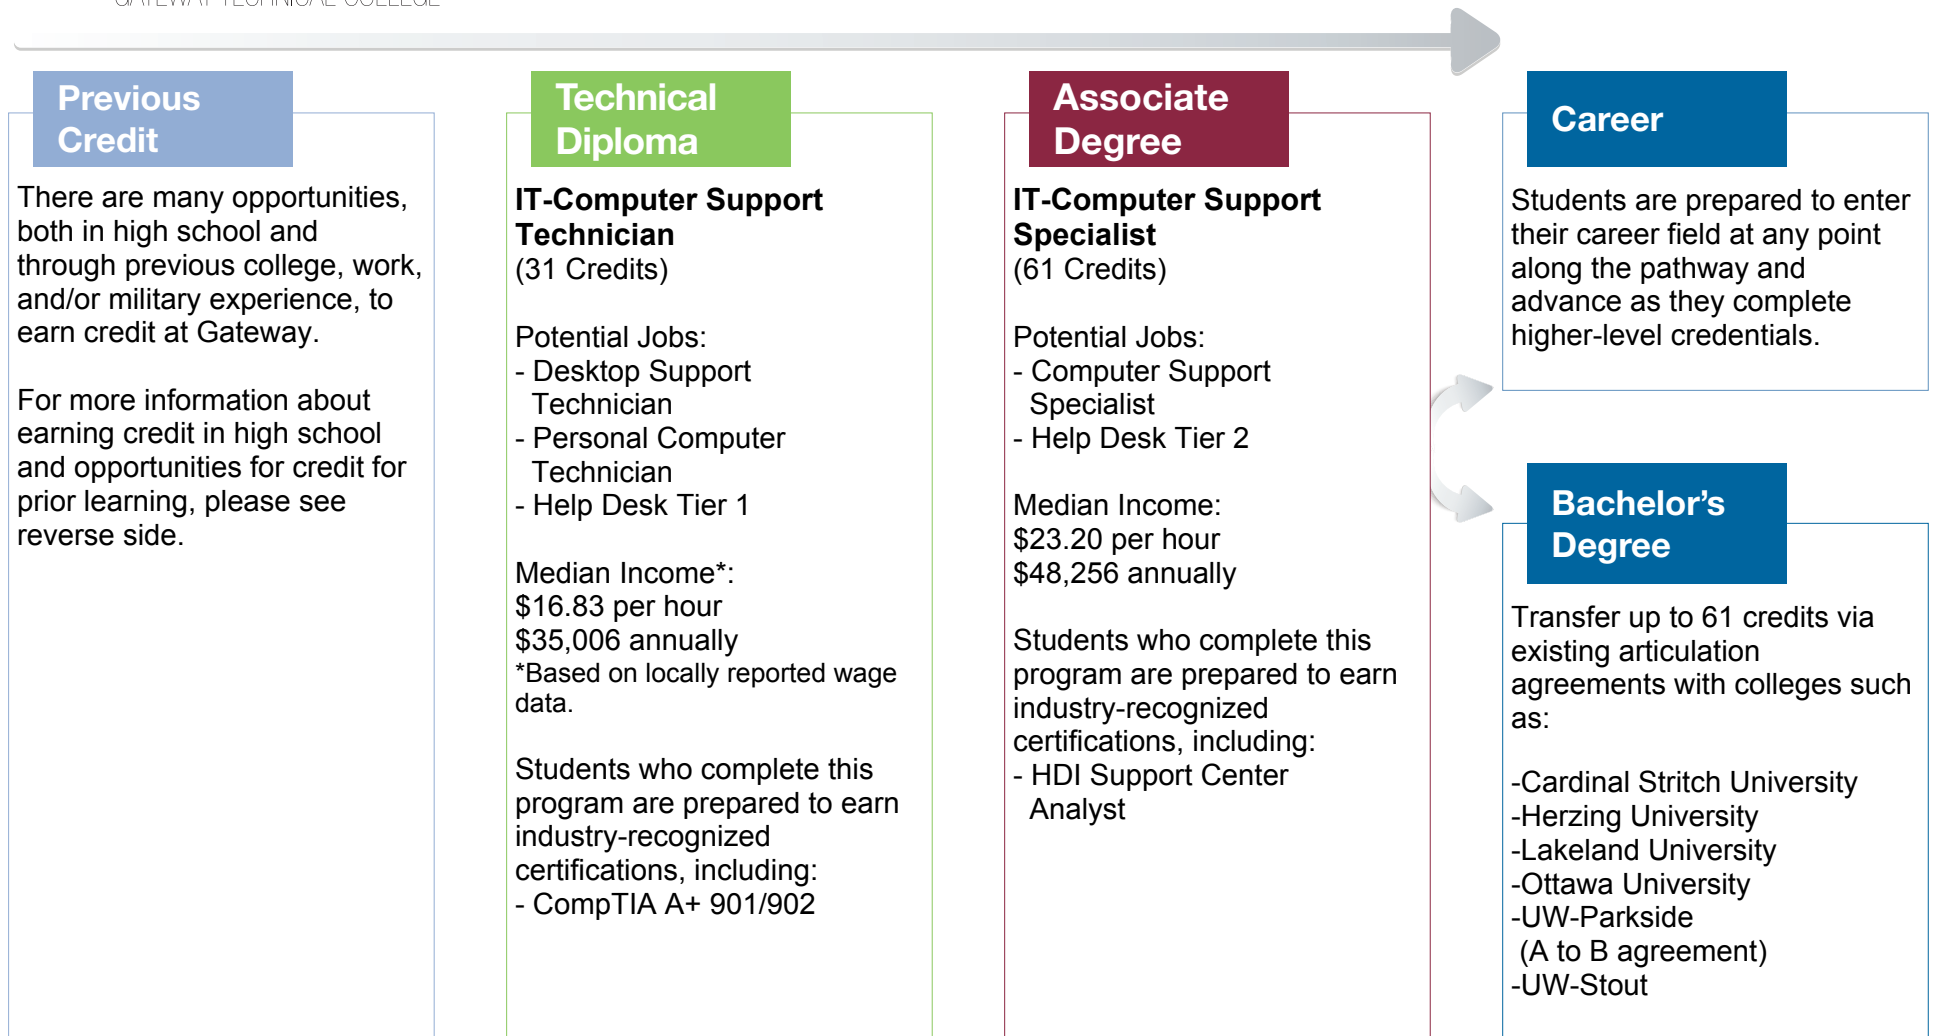 GATEWAY TECHNICAL COLLEGE
Previous
Credit
There are many opportunities,
both in high school and
through previous college, work,
and/or military experience, to
earn credit at Gateway.
For more information about
earning credit in high school
and opportunities for credit for
prior learning, please see
reverse side.
Technical
Diploma
IT-Computer Support
Technician
(31 Credits)
Potential Jobs:
- Desktop Support
Technician
- Personal Computer
Technician
- Help Desk Tier 1
Median Income*:
$16.83 per hour
$35,006 annually
*Based on locally reported wage
data.
Students who complete this
program are prepared to earn
industry-recognized
certifications, including:
- CompTIA A+ 901/902
Associate
Degree
IT-Computer Support
Specialist
(61 Credits)
Potential Jobs:
- Computer Support
Specialist
- Help Desk Tier 2
Median Income:
$23.20 per hour
$48,256 annually
Students who complete this
program are prepared to earn
industry-recognized
certifications, including:
- HDI Support Center
Analyst
Career
Students are prepared to enter
their career field at any point
along the pathway and
advance as they complete
higher-level credentials.
Bachelor’s
Degree
Transfer up to 61 credits via
existing articulation
agreements with colleges such
as:
-Cardinal Stritch University
-Herzing University
-Lakeland University
-Ottawa University
-UW-Parkside
(A to B agreement)
-UW-Stout